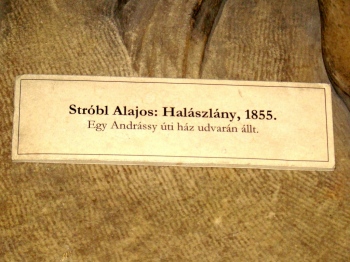 Stróbl Alajos: Halászlány, 1855.
Egy Andrássy úti ház udvarán állt.